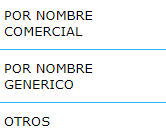 POR NOMBRE
COMERCIAL
POR NOMBRE
GENERICO
OTROS